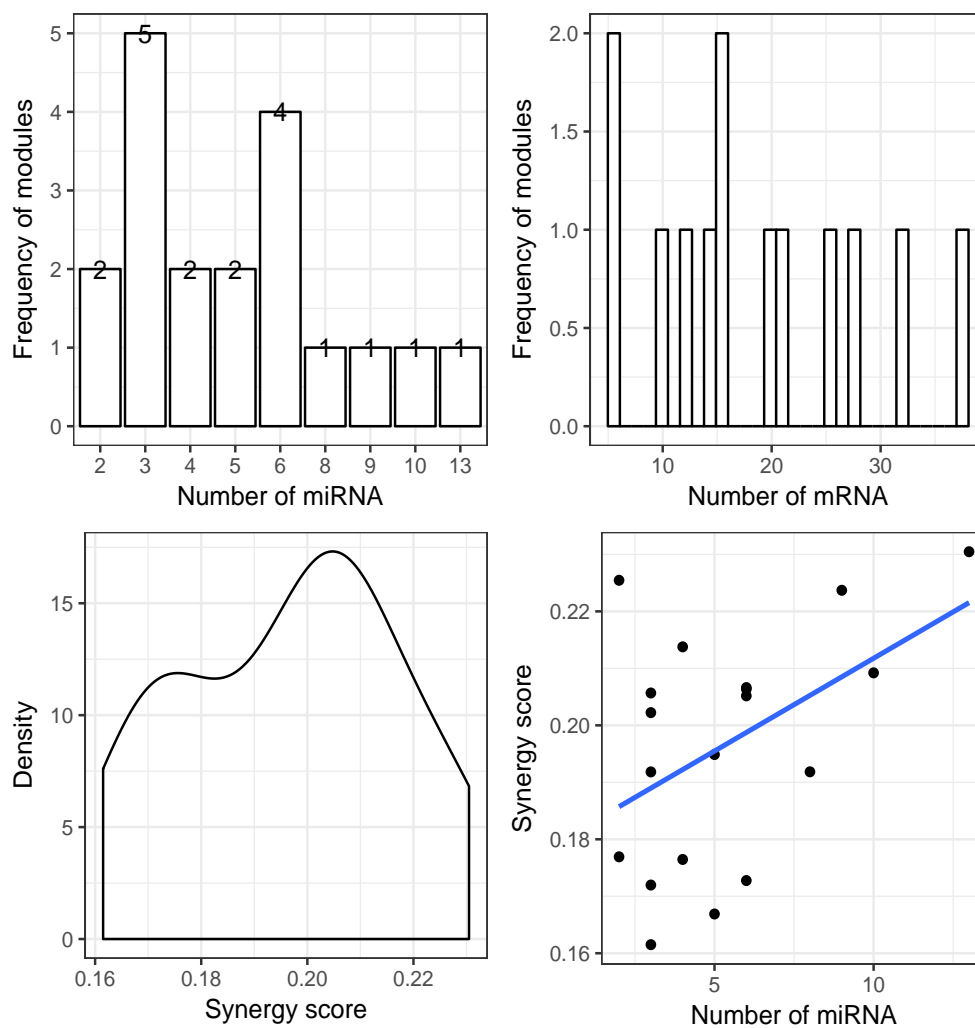 Frequency of modules
5
4
3
2
1
0
2
5
2
2
4
1
1
1
1
2 3 4 5 6 8 9 10 13
Number of miRNA
Frequency of modules
2.0
1.5
1.0
0.5
0.0
10 20 30
Number of mRNA
Density
15
10
5
0
0.16 0.18 0.20 0.22
Synergy score
Synergy score
0.22
0.20
0.18
0.16
5 10
Number of miRNA